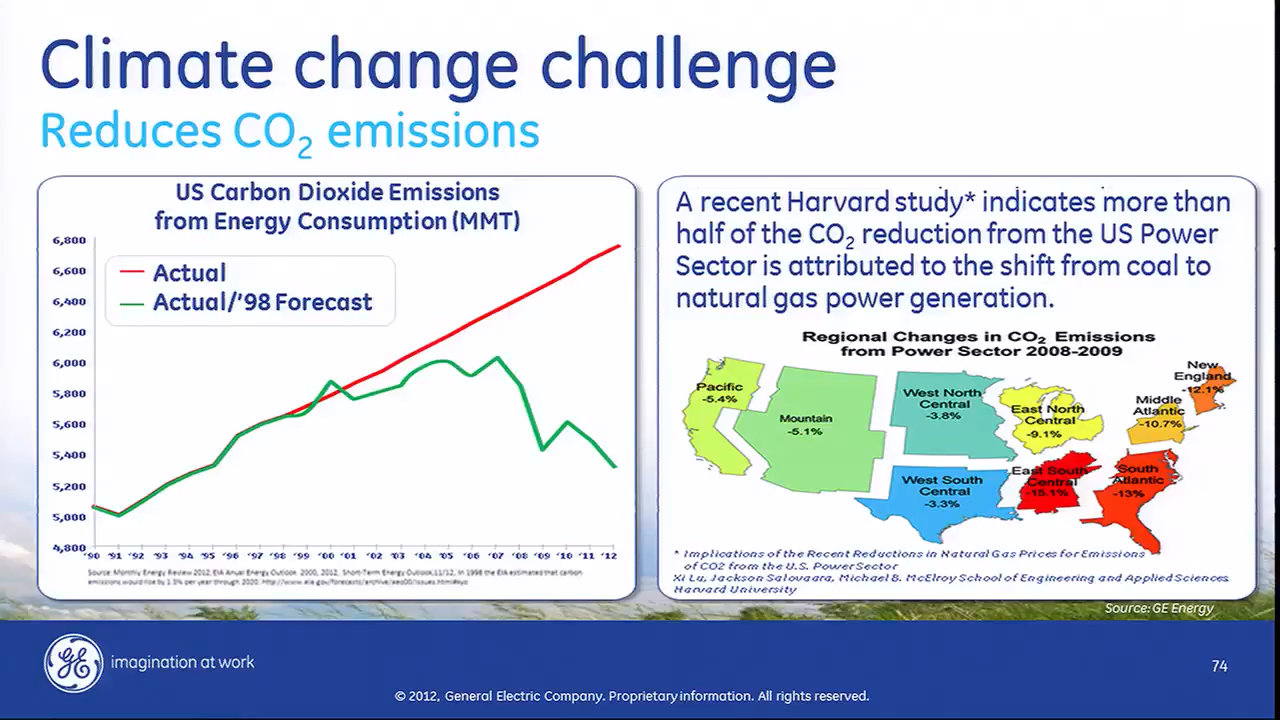 Climate change challenge
Reduces CO2 emissions
US Carbon Dioxide Emissions
from Energy Consumption (MMT)
6,800
6,600
6,400
6,200
6,000
5,800
5,600
5,400
5,200
5,000
4,800
Actual
Actual/'98 Forecast
'90 '91 '92 '93 '94 '95 '96 '97 '98 '99 '00 '01 '02 '03 '04 '05 '06 '07 '08 '09 '10 '11 '12
Source: Monthly Energy Review 2012, EIA Anual Energy Outlook 2000, 2012, Short-Term Energy Outlook,11/12, In 1998 the EIA estimated that carbon
emissions would rise by 1.3% per year through 2020:
A recent Harvard study* indicates more than
half of the CO2 reduction from the US Power
Sector is attributed to the shift from coal to
natural gas power generation.
Regional Changes in CO2 Emissions
from Power Sector 2008-2009
Pacific
-5.4%
Mountain
-5.1%
West North
Central
-3.8%
East North
Central
-9.1%
New
England
-12.1%
Middle
Atlantic
-10.7%
West South
Central
-3.3%
East South
Central
-15.1%
South
Atlantic
-13%
* Implications of the Recent Reductions in Natural Gas Prices for Emissions
of CO2 from the U.S. Power Sector
Xi Lu, Jackson Salovaara, Michael B. McElroy School of Engineering and Applied Sciences
Harvard University
Source: GE Energy
GE
imagination at work
74
© 2012, General Electric Company. Proprietary information. All rights reserved.